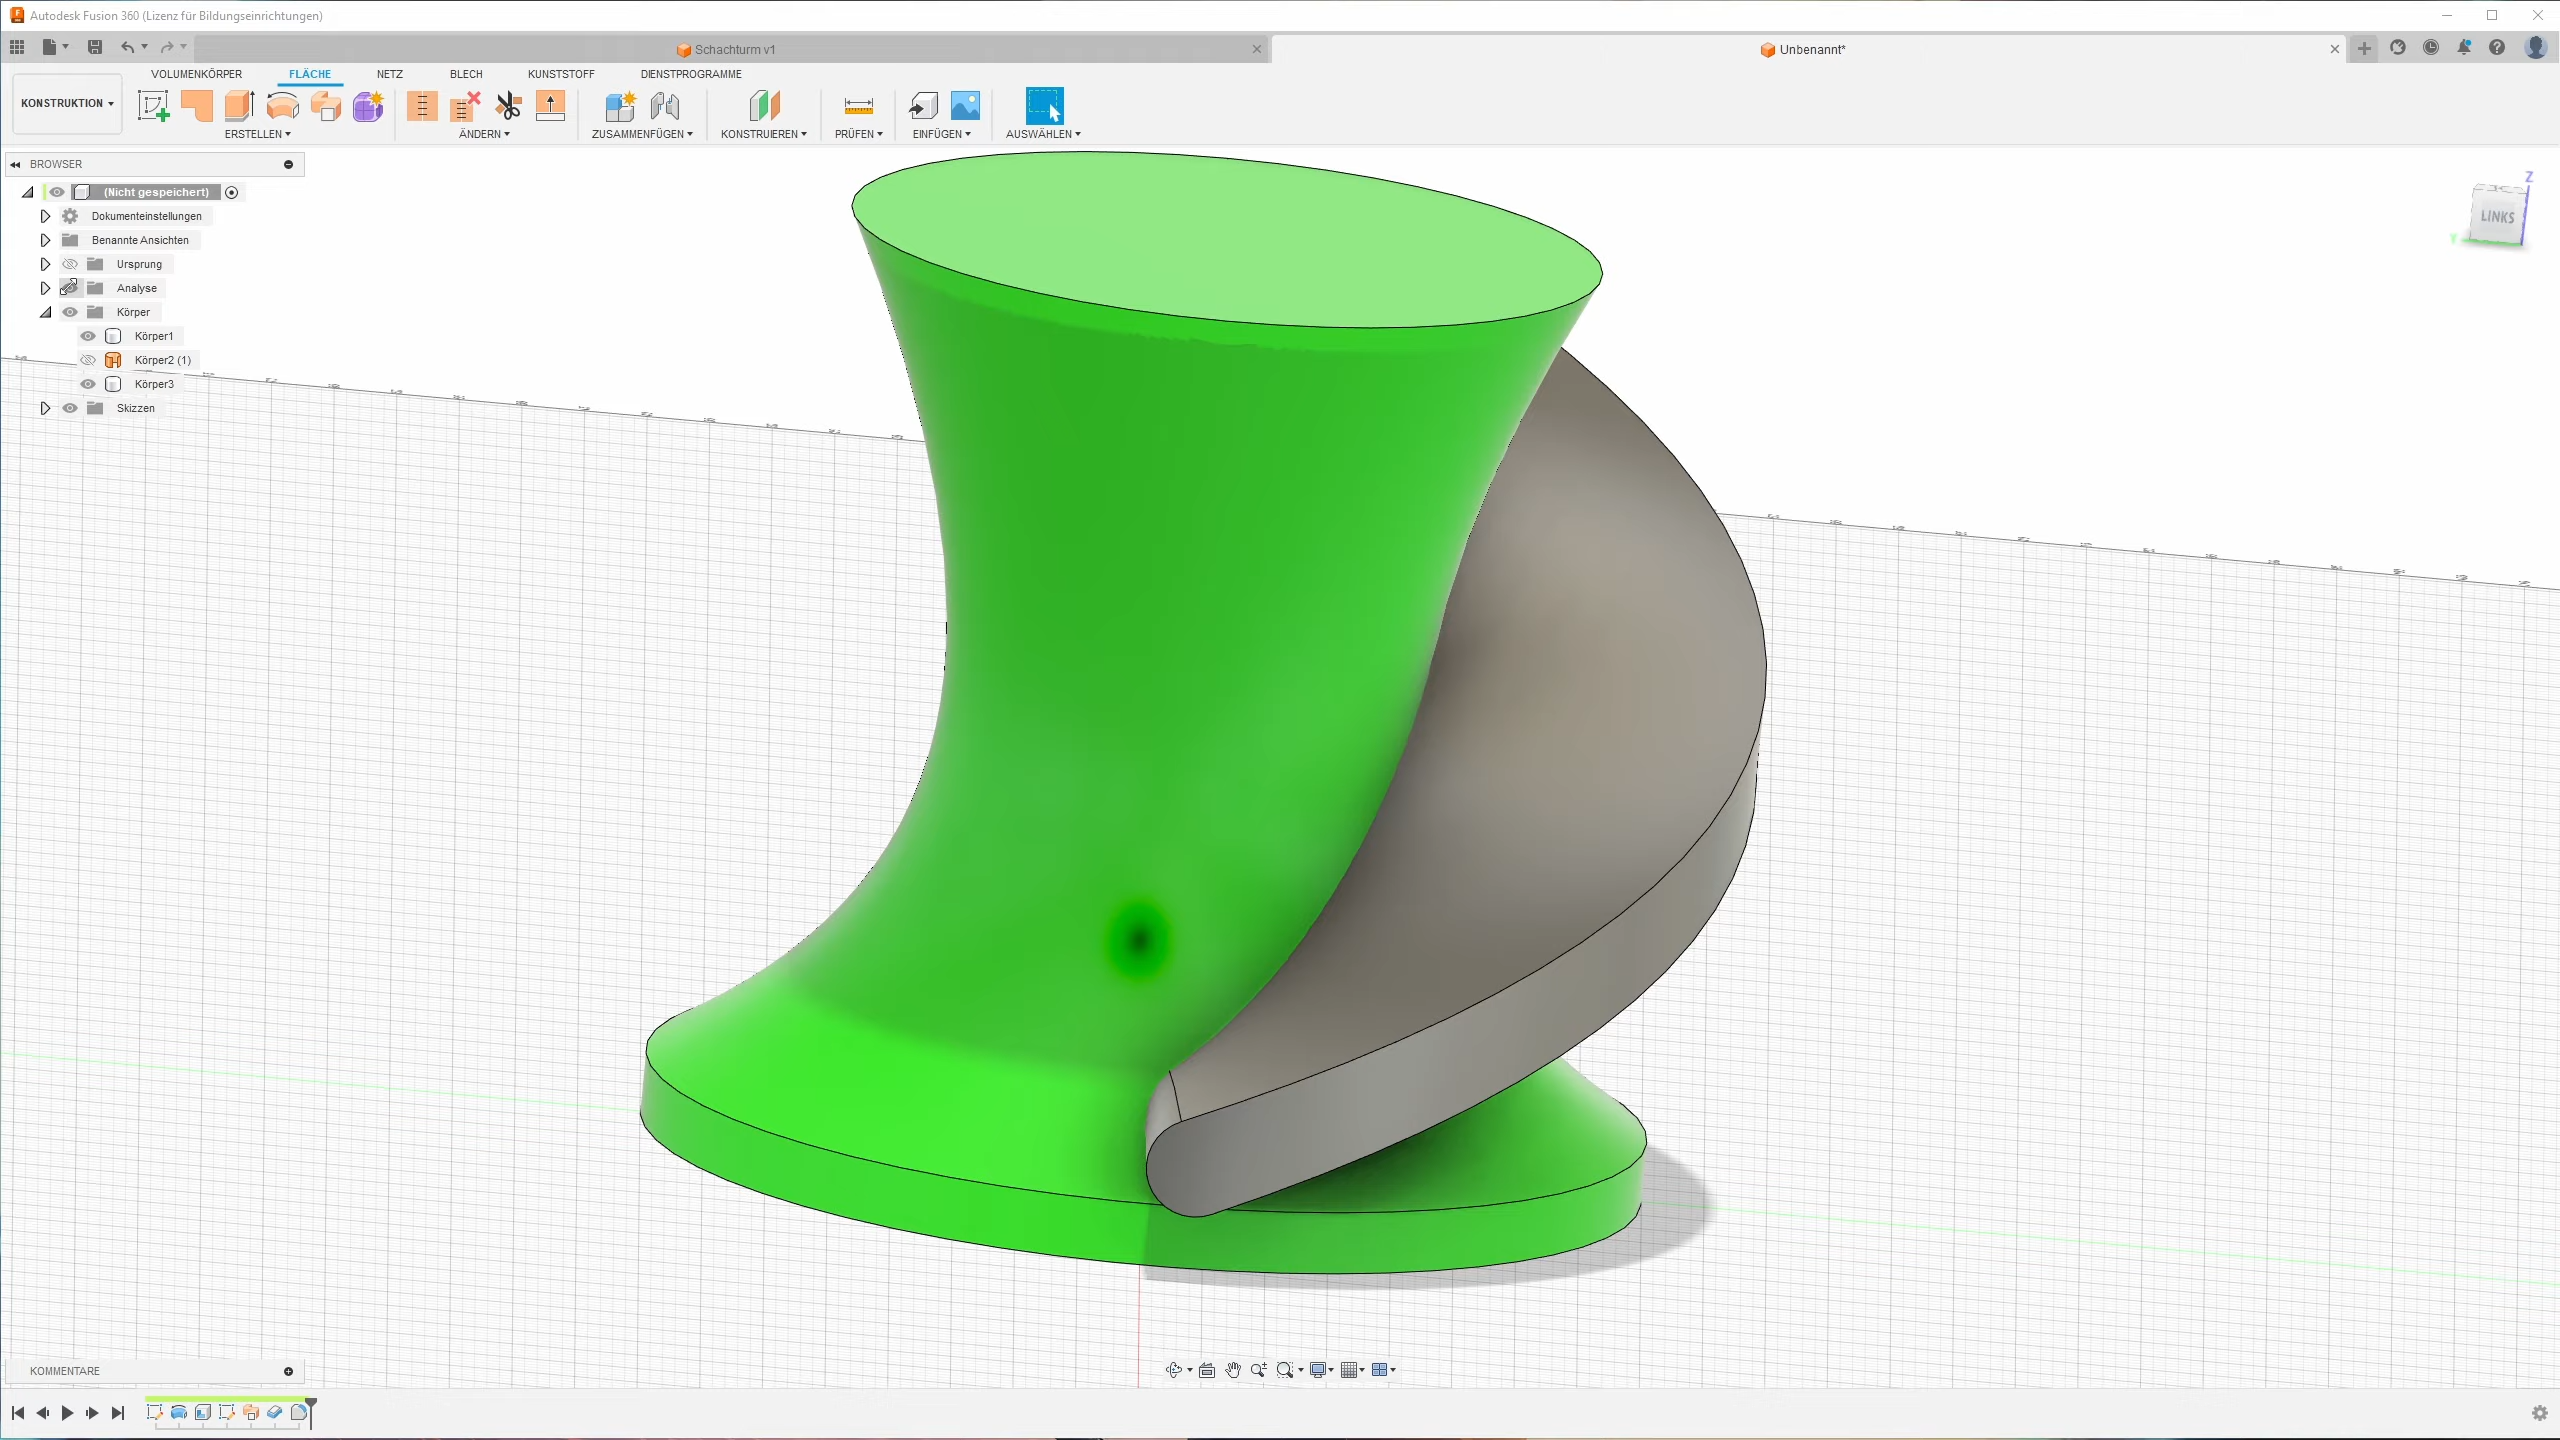 Autodesk Fusion 360 (Lizenz für Bildungseinrichtungen)
Schachturm v1
Unbenannt*
VOLUMENKÖRPER
FLÄCHE
NETZ
BLECH
KUNSTSTOFF
DIENSTPROGRAMME
KONSTRUKTION
ERSTELLEN
ÄNDERN
ZUSAMMENFÜGEN
KONSTRUIEREN
PRÜFEN
EINFÜGEN
AUSWÄHLEN
BROWSER
(Nicht gespeichert)
Dokumenteinstellungen
Benannte Ansichten
Ursprung
Analyse
Körper
Körper1
Körper2 (1)
Körper3
Skizzen
Z
LINKS
Y
KOMMENTARE